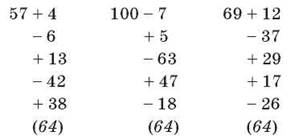 57 + 4 100 – 7 69 + 12
– 6 + 5 – 37
+ 13 – 63 + 29
– 42 + 47 + 17
+ 38 – 18 – 26
(64) (64) (64)